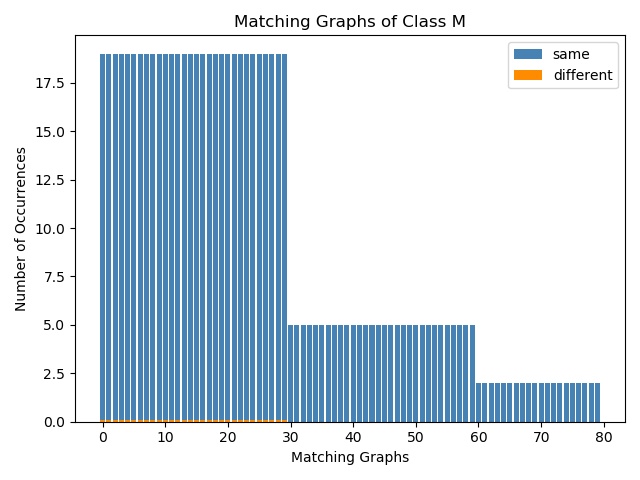 Matching Graphs of Class M
same
different
Number of Occurrences
17.5
15.0
12.5
10.0
7.5
5.0
2.5
0.0
0 10 20 30 40 50 60 70 80
Matching Graphs